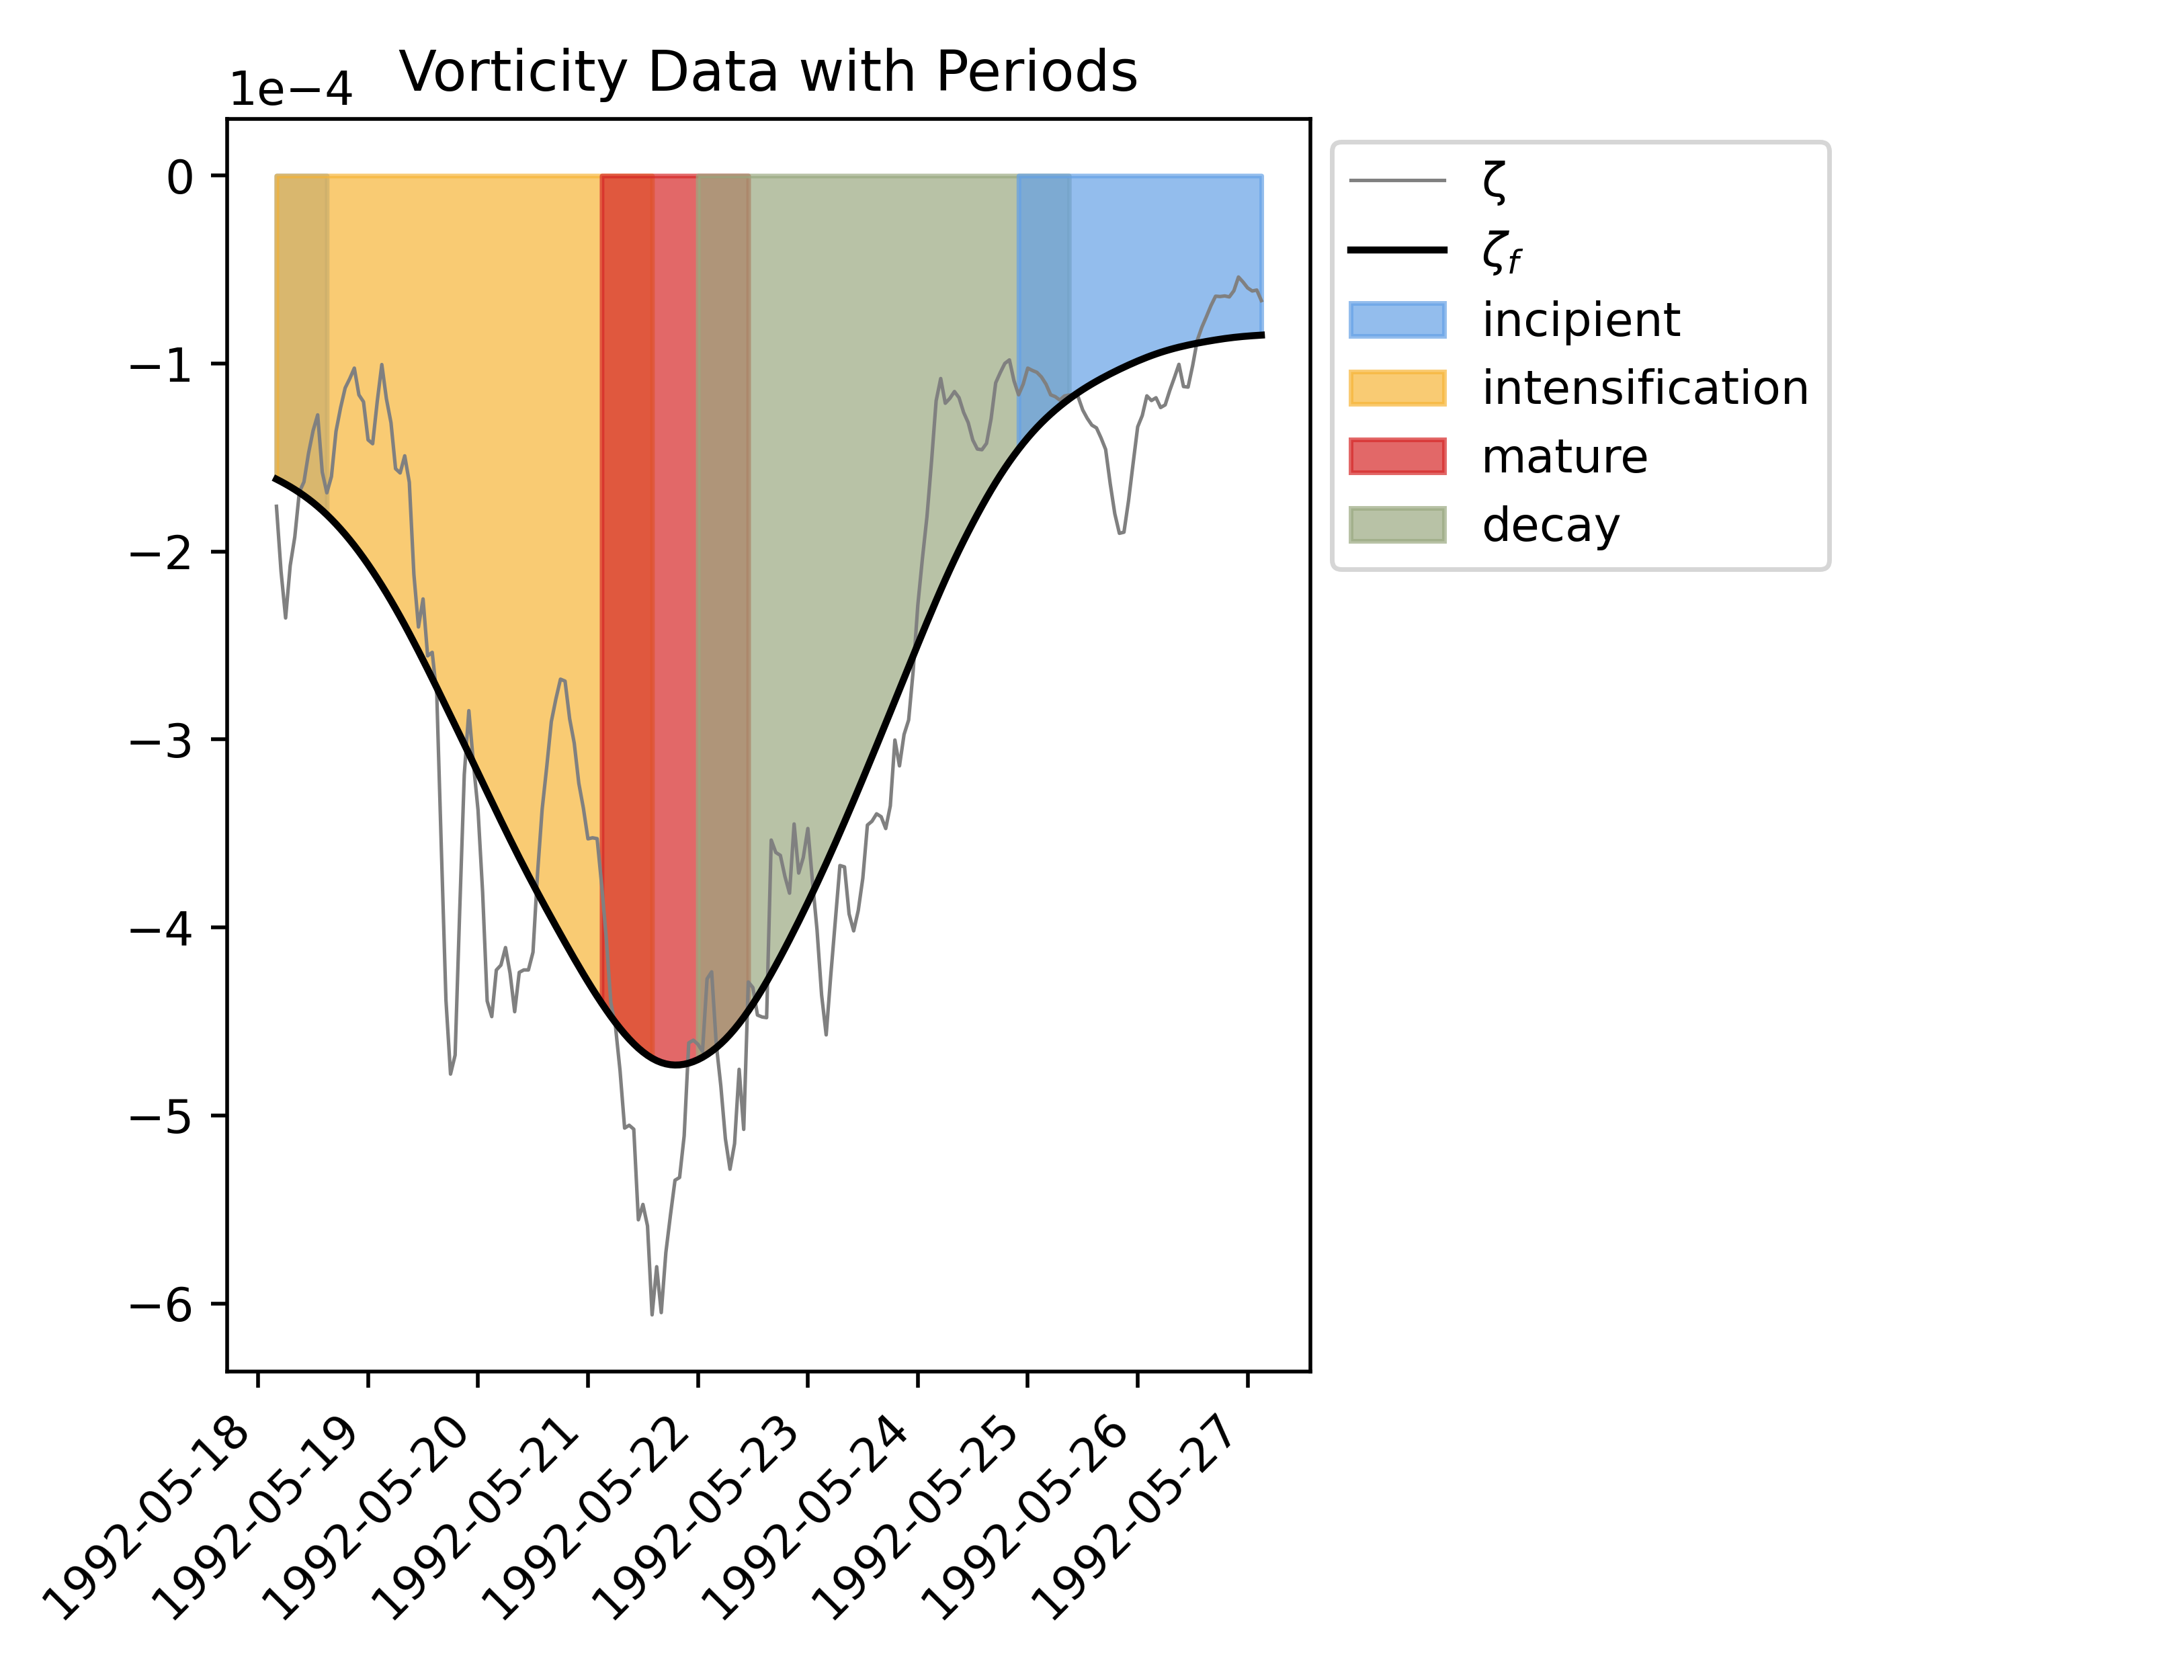 Vorticity Data with Periods
1e−4
0
−1
−2
−3
−4
−5
−6
1992-05-18
1992-05-19
1992-05-20
1992-05-21
1992-05-22
1992-05-23
1992-05-24
1992-05-25
1992-05-26
1992-05-27
ζ
ζf
incipient
intensification
mature
decay